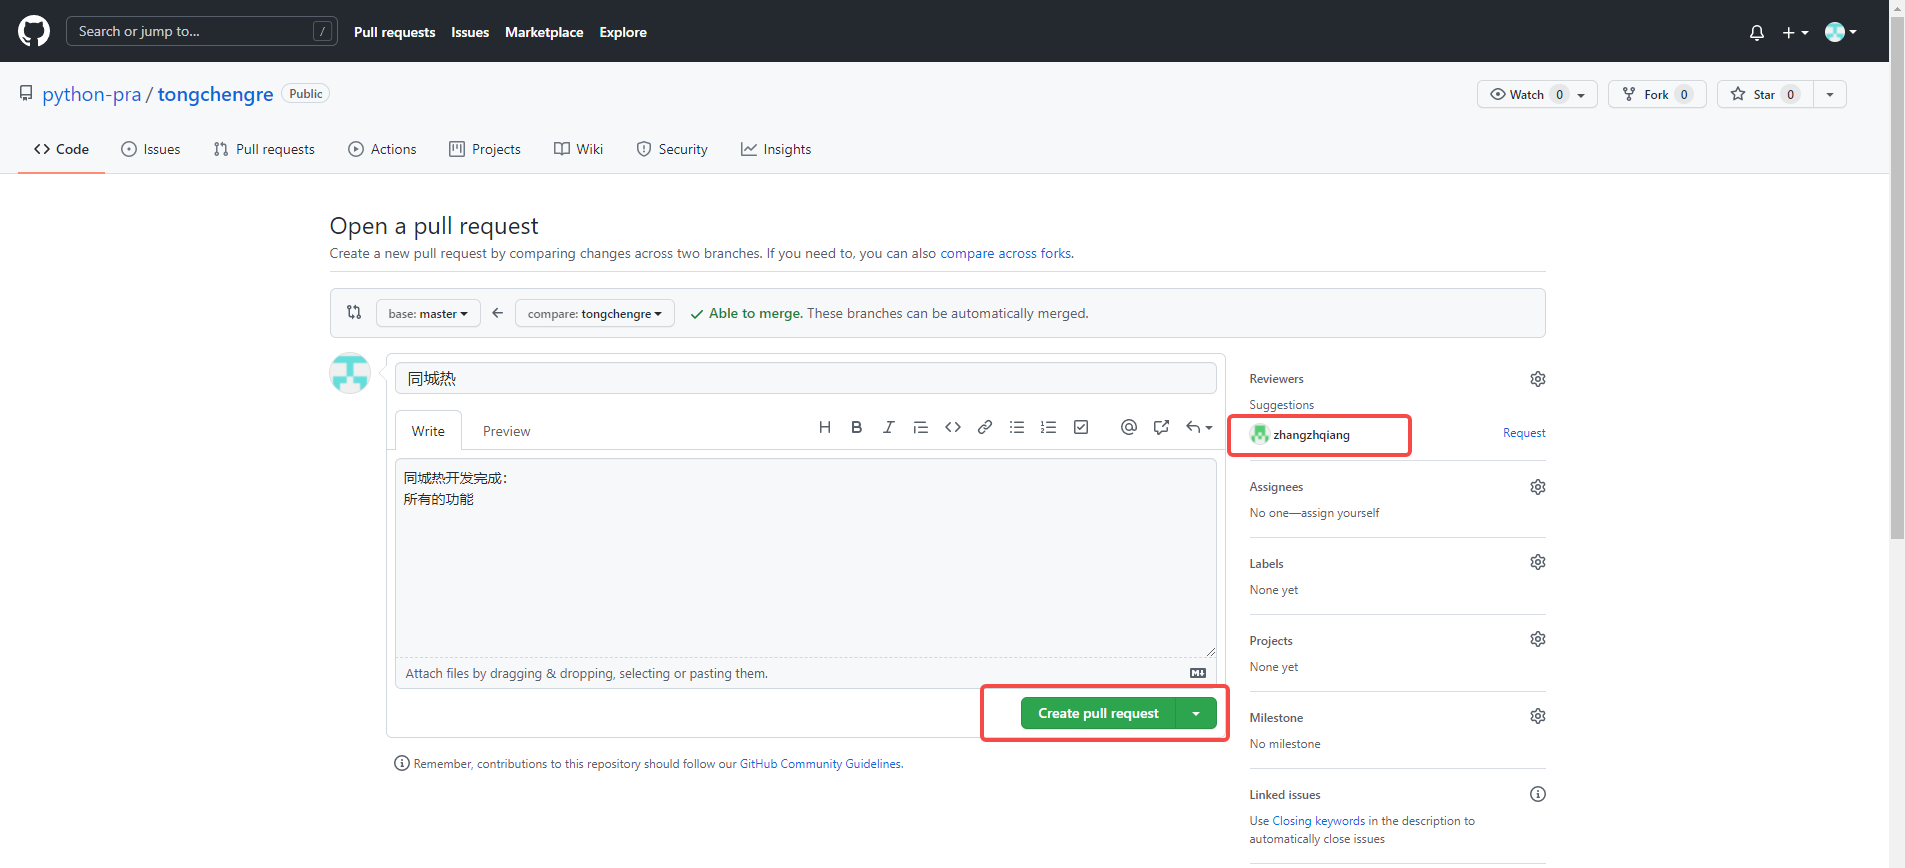 Search or jump to... /
Pull requests Issues Marketplace Explore
python-pra / tongchengre Public
Watch 0 Fork 0 Star 0
Code Issues Pull requests Actions Projects Wiki Security Insights
Open a pull request
Create a new pull request by comparing changes across two branches. If you need to, you can also compare across forks.
base: master compare: tongchengre Able to merge. These branches can be automatically merged.
同城热
Write Preview H B I
同城热开发完成：
所有的功能
Attach files by dragging & dropping, selecting or pasting them.
Create pull request
Remember, contributions to this repository should follow our GitHub Community Guidelines.
Reviewers
Suggestions
zhangzhqiang Request
Assignees
No one—assign yourself
Labels
None yet
Projects
None yet
Milestone
No milestone
Linked issues
Use Closing keywords in the description to
automatically close issues